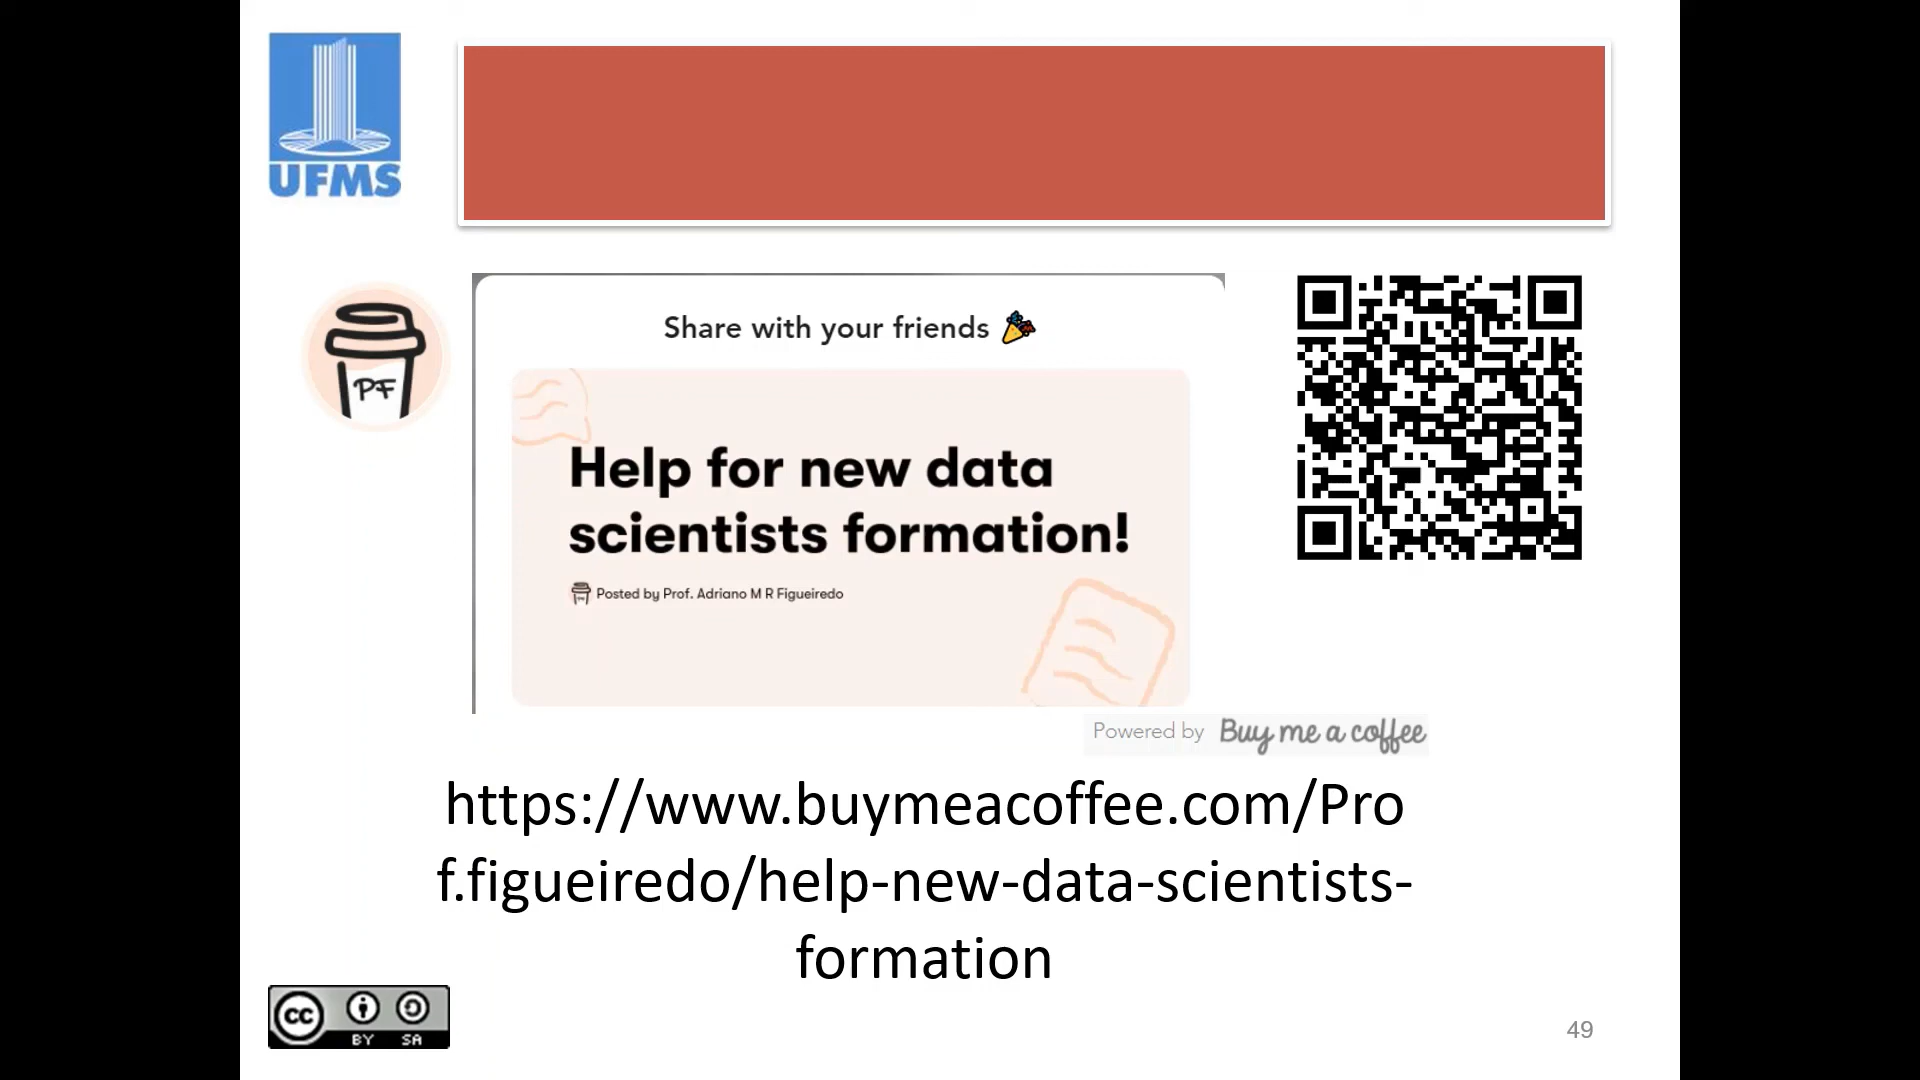 UFMS
PF
Share with your friends
Help for new data
scientists formation!
Posted by Prof. Adriano M R Figueiredo
Powered by Buy me a coffee
https://www.buymeacoffee.com/Pro
f.figueiredo/help-new-data-scientists-
formation
CC BY SA
49